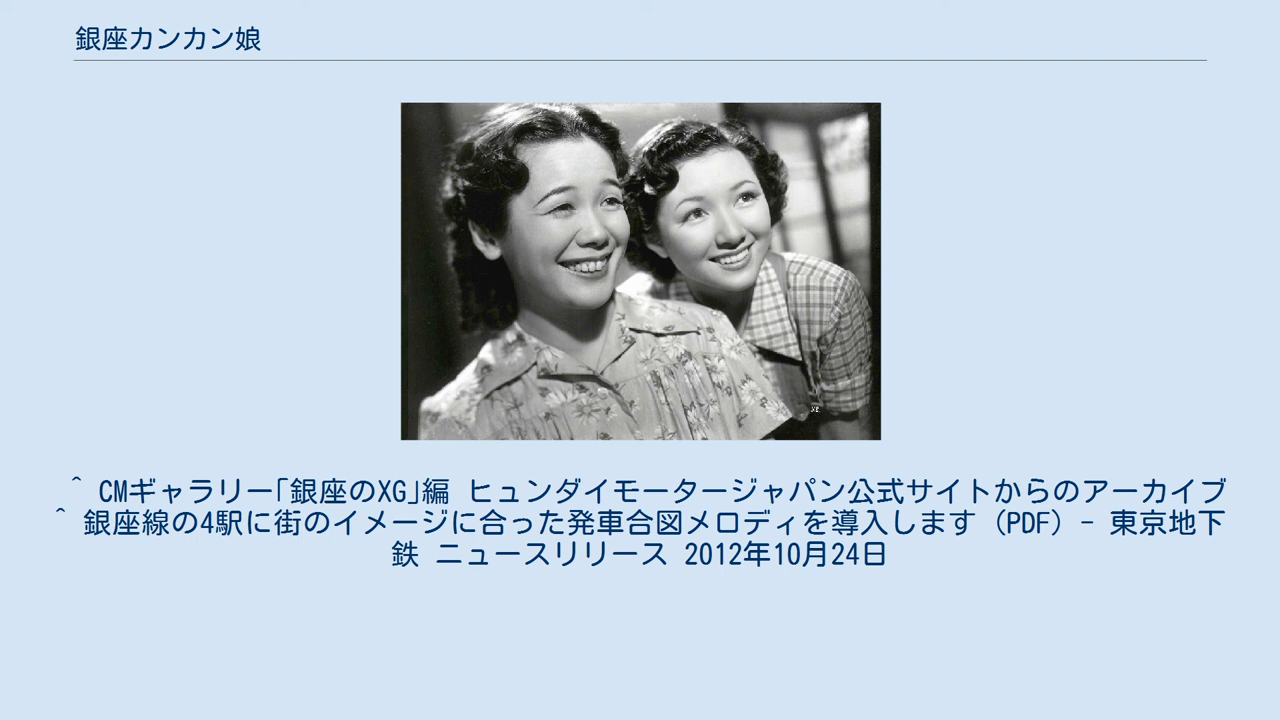 銀座カンカン娘
^ CMギャラリー｢銀座のXG｣編 ヒュンダイモータージャパン公式サイトからのアーカイブ
^ 銀座線の4駅に街のイメージに合った発車合図メロディを導入します（PDF）- 東京地下
鉄 ニュースリリース 2012年10月24日